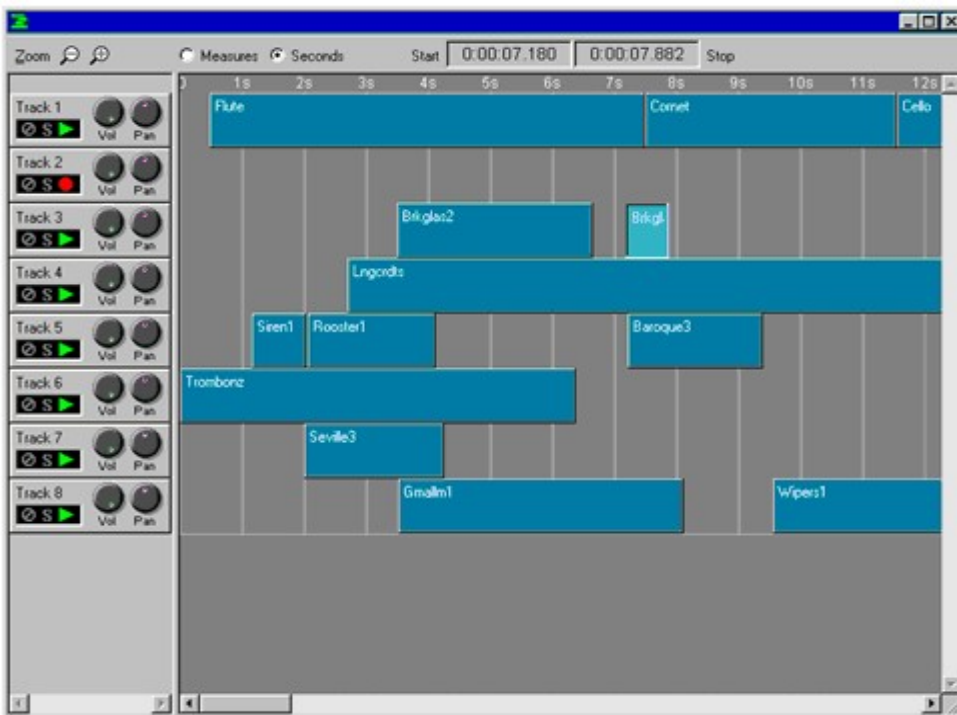 Zoom Measures Seconds Start 0:00:07.180 0:00:07.882 Stop
1s 2s 3s 4s 5s 6s 7s 8s 9s 10s 11s 12s
Track 1 Flute Cornet Cello
S
Vol Pan
Track 2
S
Vol Pan
Track 3 Brkglas2 Brkgl
S
Vol Pan
Track 4 Lngcrdts
S
Vol Pan
Track 5 Siren1 Rooster1 Baroque3
S
Vol Pan
Track 6 Trombonz
S
Vol Pan
Track 7 Seville3
S
Vol Pan
Track 8 Gmallm1 Wipers1
S
Vol Pan